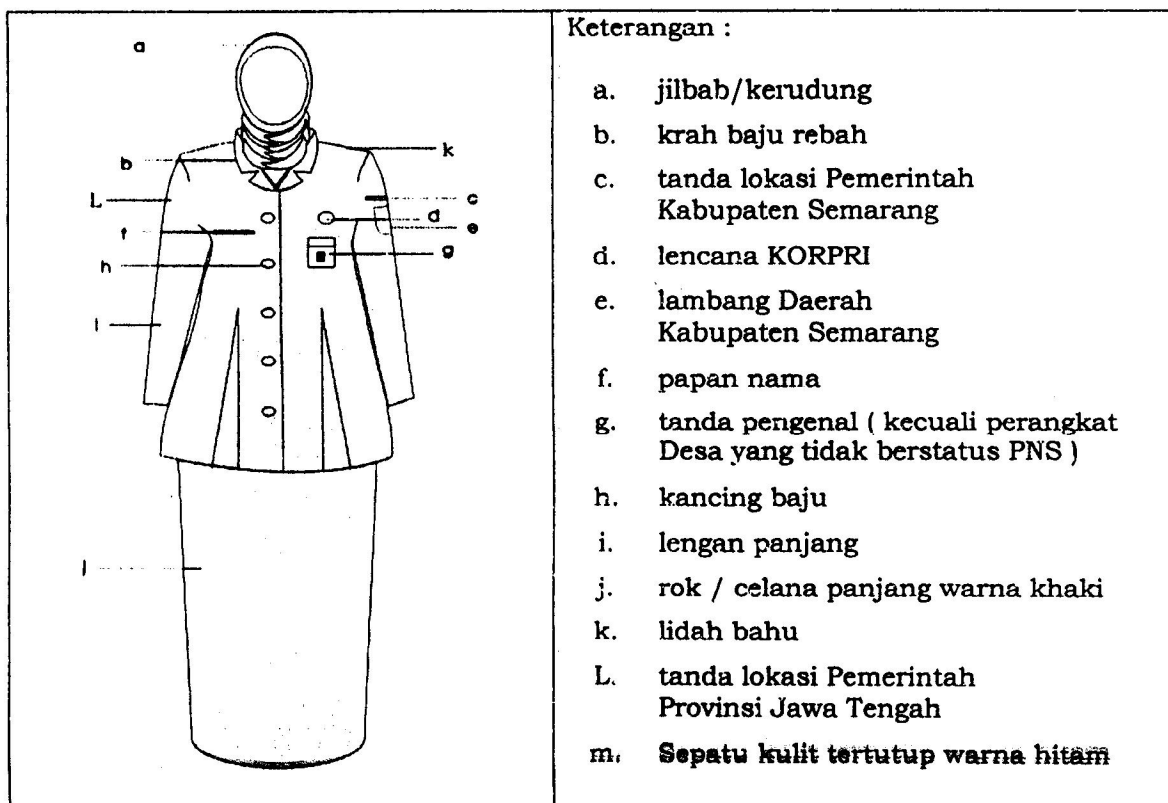 a
b
L
f
h
i
j
k
c
d
e
g
Keterangan :
a. jilbab/kerudung
b. krah baju rebah
c. tanda lokasi Pemerintah
Kabupaten Semarang
d. lencana KORPRI
e. lambang Daerah
Kabupaten Semarang
f. papan nama
g. tanda pengenal ( kecuali perangkat
Desa yang tidak berstatus PNS )
h. kancing baju
i. lengan panjang
j. rok / celana panjang warna khaki
k. lidah bahu
L. tanda lokasi Pemerintah
Provinsi Jawa Tengah
m. Sepatu kulit tertutup warna hitam